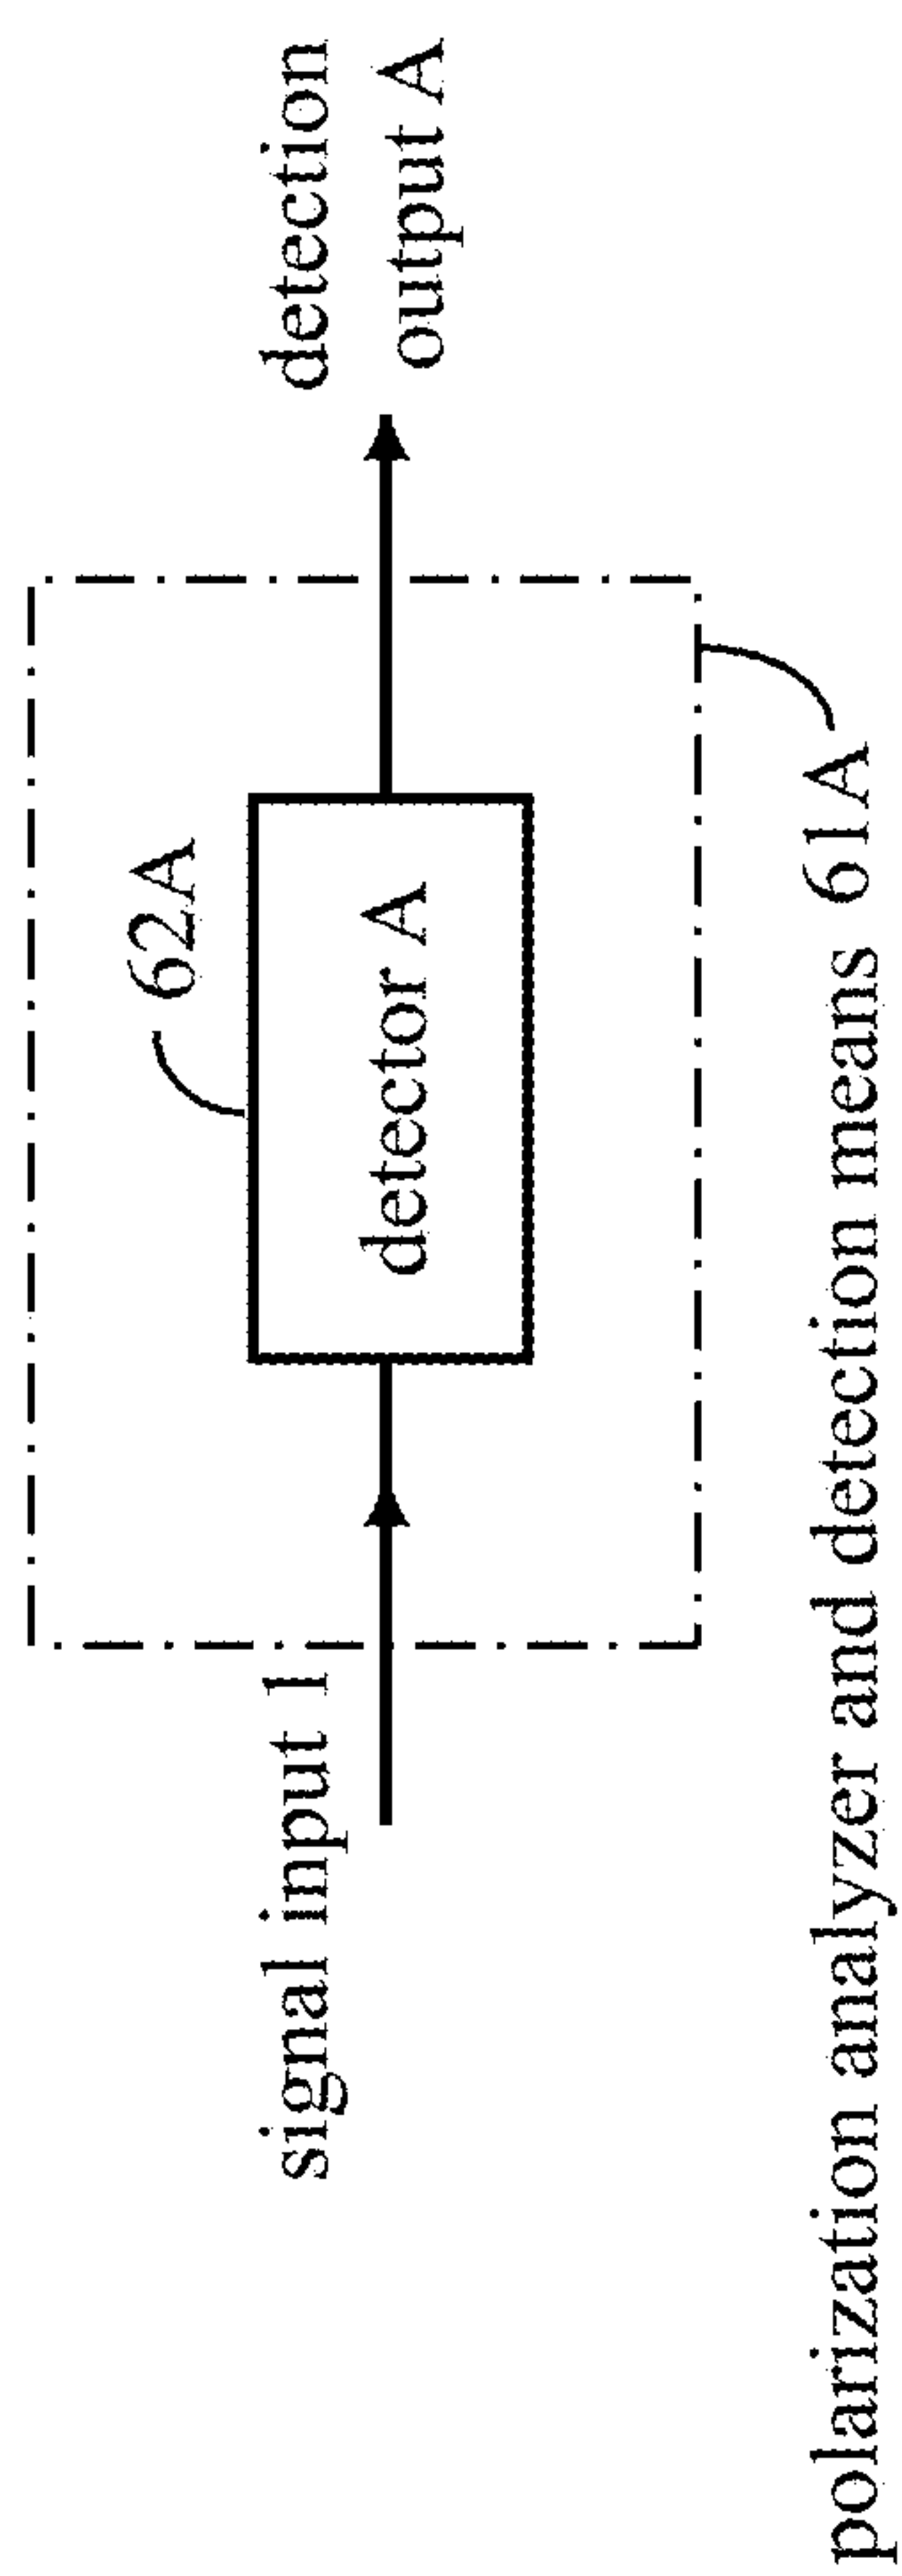 62A
signal input 1
detector A
detection
output A
polarization analyzer and detection means 61A